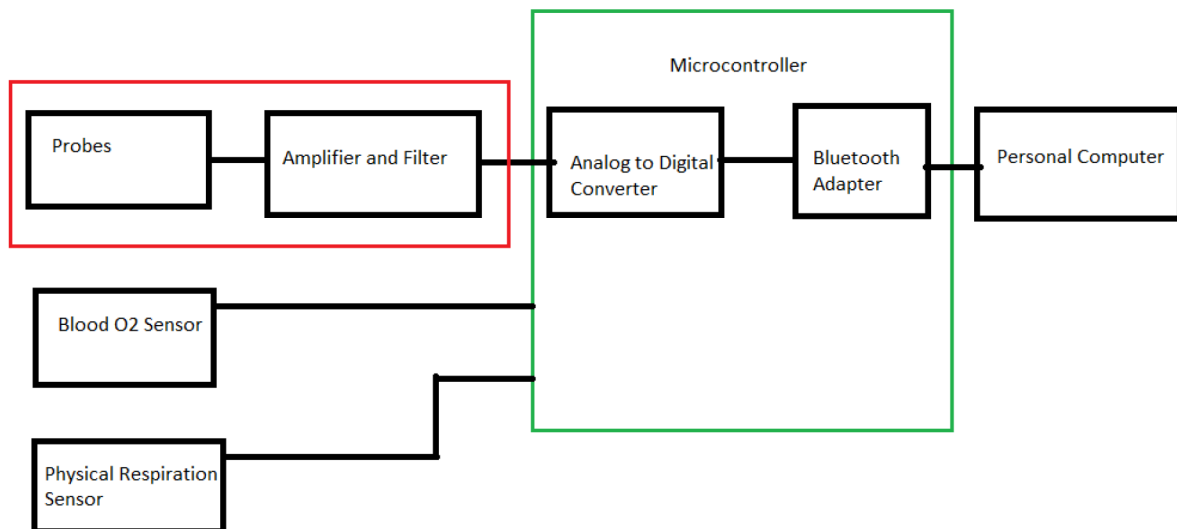 Microcontroller
Probes
Amplifier and Filter
Analog to Digital
Converter
Bluetooth
Adapter
Personal Computer
Blood O2 Sensor
Physical Respiration
Sensor